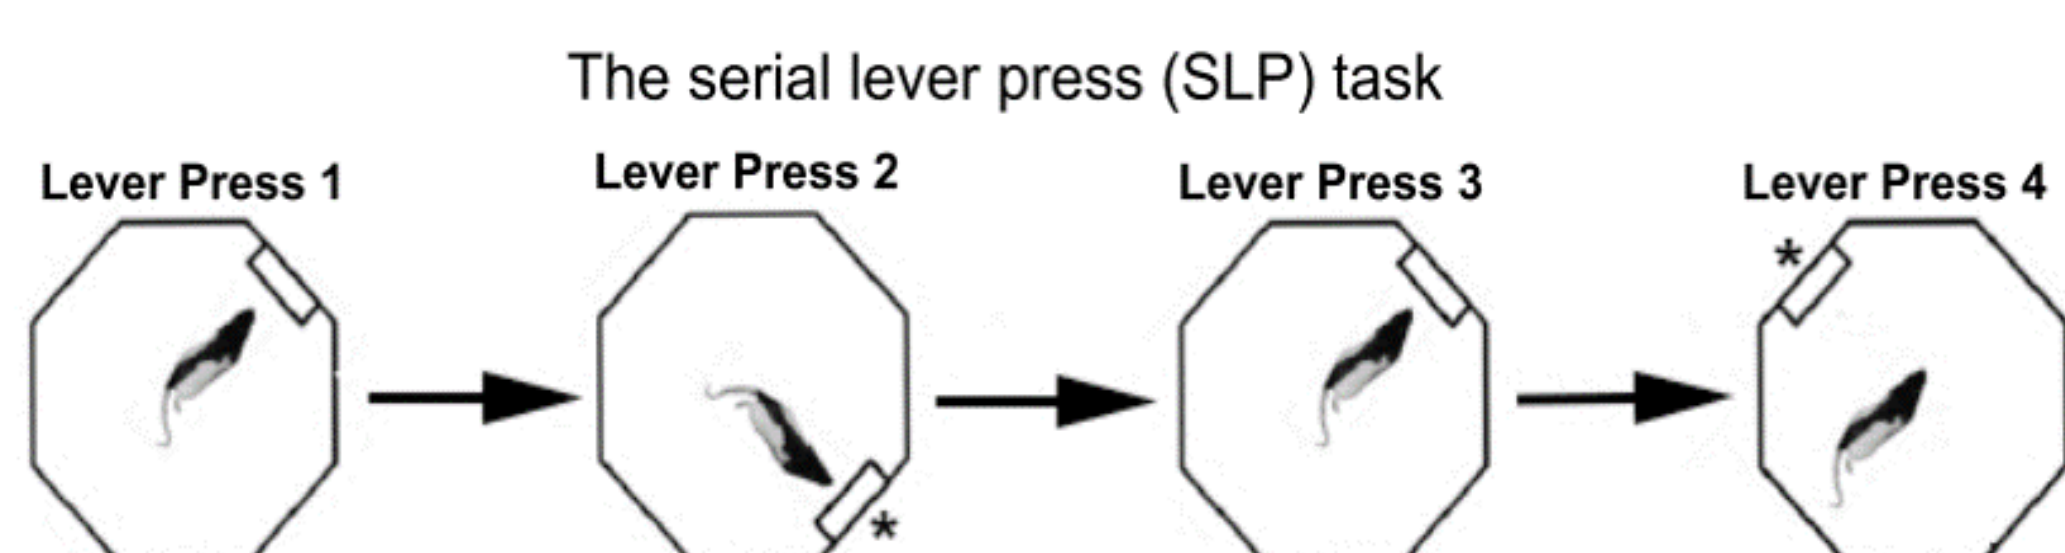 The serial lever press (SLP) task
Lever Press 1
Lever Press 2
Lever Press 3
Lever Press 4
*
*